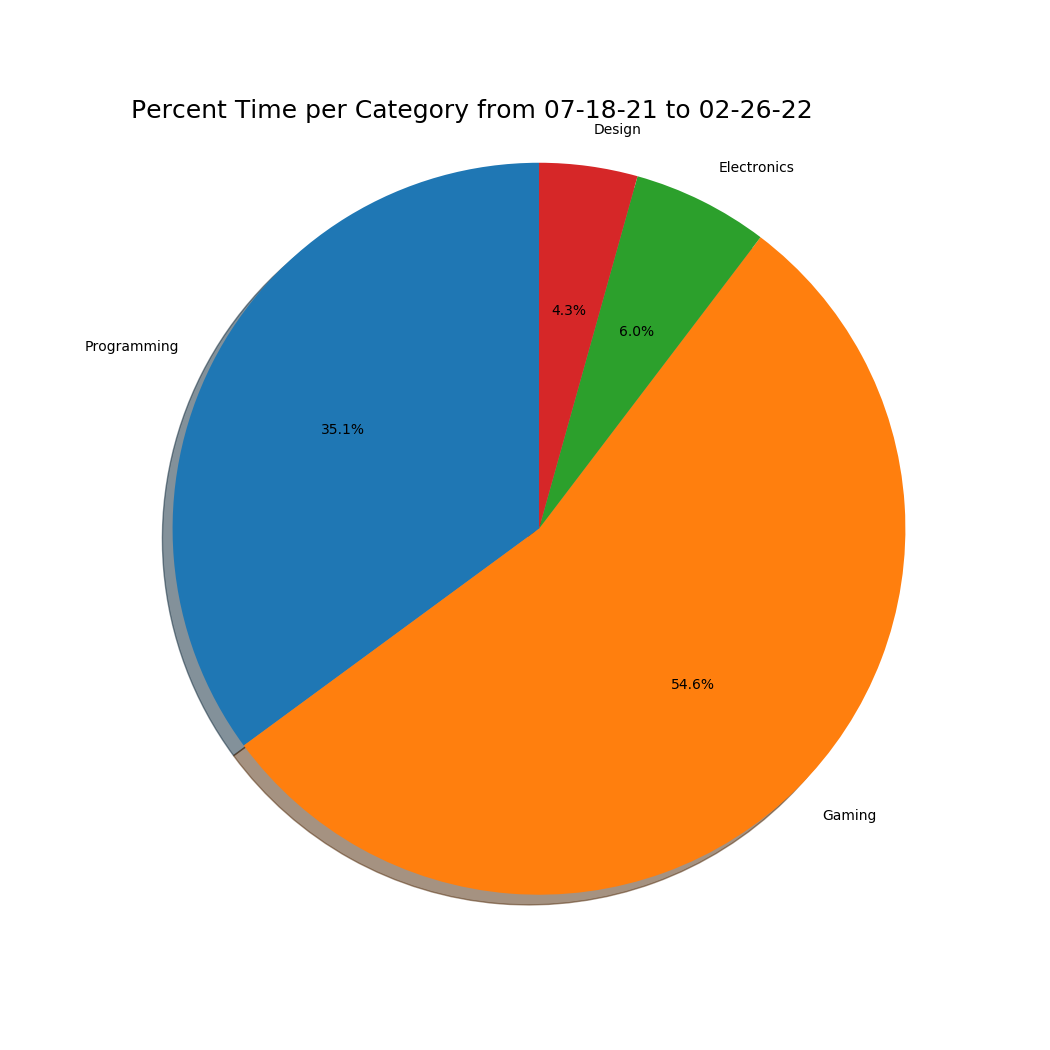 Percent Time per Category from 07-18-21 to 02-26-22
Design
Electronics
4.3%
6.0%
Programming
35.1%
54.6%
Gaming